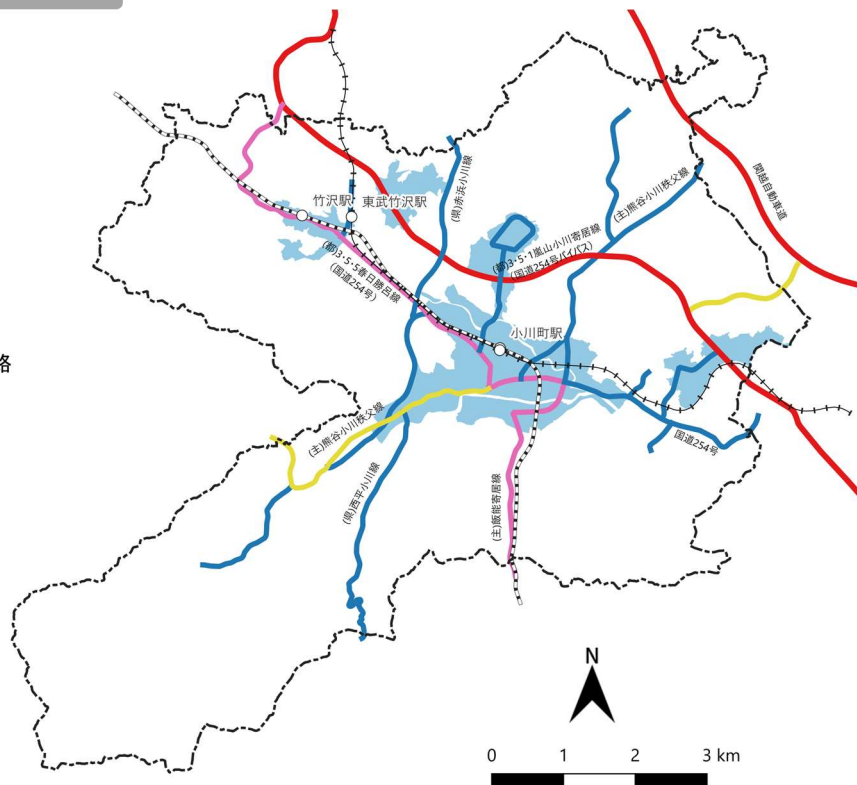 関越自動車道
(県)赤浜小川線
(主)熊谷小川秩父線
竹沢駅
東武竹沢駅
(都)3・5・1嵐山小川寄居線
(国道254号バイパス)
(都)3・5・5春日勝呂線
(国道254号)
小川町駅
路
(主)熊谷小川秩父線
国道254号
(県)西平小川線
(主)飯能寄居線
N
0 1 2 3 km